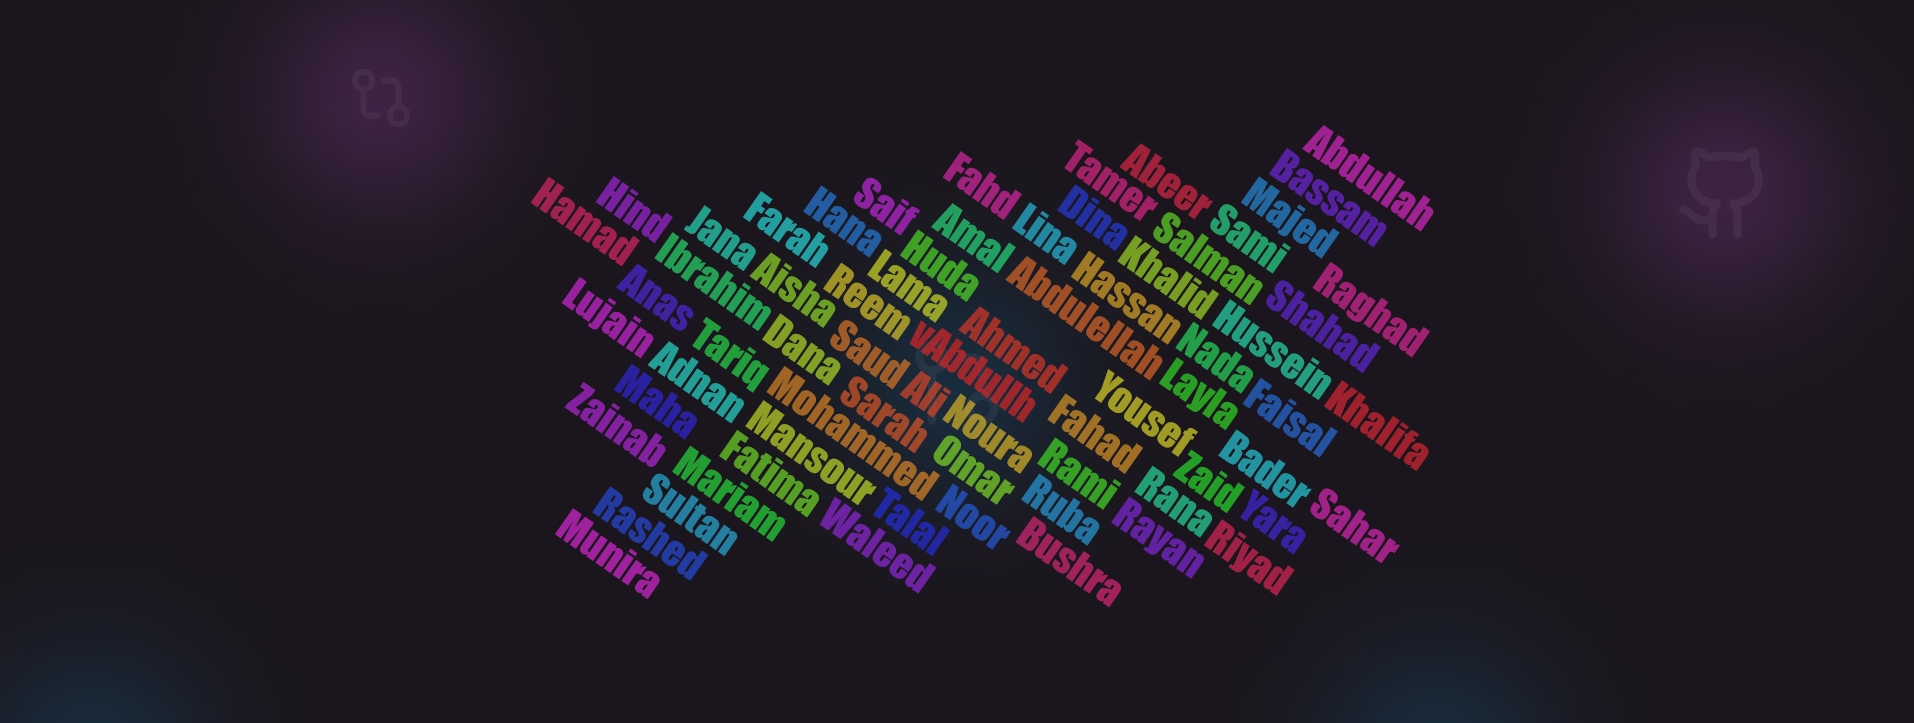 Abdullah
Bassam
Abeer
Tamer
Fahd
Majed
Saif
Hind
Hamad
Hana
Dina
Lina
Sami
Farah
Amal
Salman
Jana
Huda
Khalid
Raghad
Ibrahim
Aisha
Lama
Hassan
Shahad
Reem
Abdulellah
Anas
Lujain
Hussein
Ahmed
Dana
Saud
vAbdqulh
Nada
Tariq
Layla
Adnan
Ali
Yousef
Faisal
Khalifa
Maha
Sarah
Mohammed
Noura
Fahad
Zainab
Mansour
Omar
Rami
Bader
Fatima
Zaid
Mariam
Rana
Ruba
Yara
Sahar
Sultan
Talal
Noor
Rayan
Rashed
Waleed
Riyad
Bushra
Munira